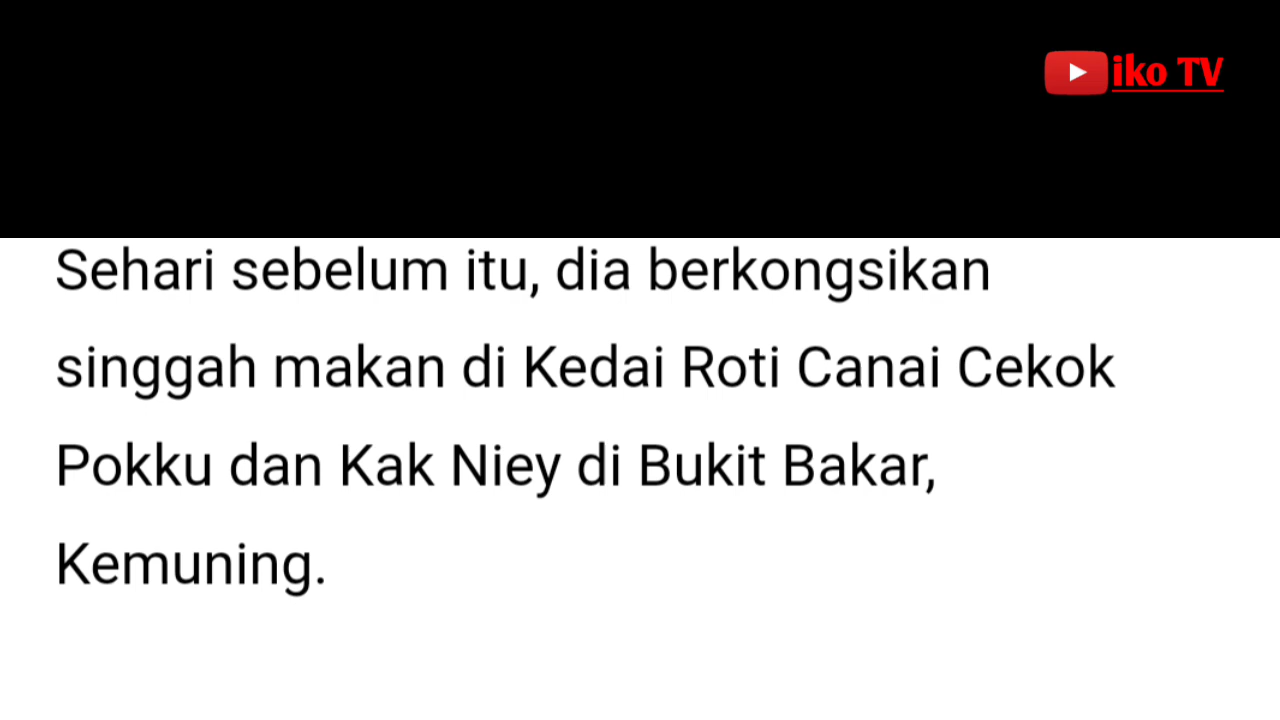 iko TV
Sehari sebelum itu, dia berkongsikan
singgah makan di Kedai Roti Canai Cekok
Pokku dan Kak Niey di Bukit Bakar,
Kemuning.